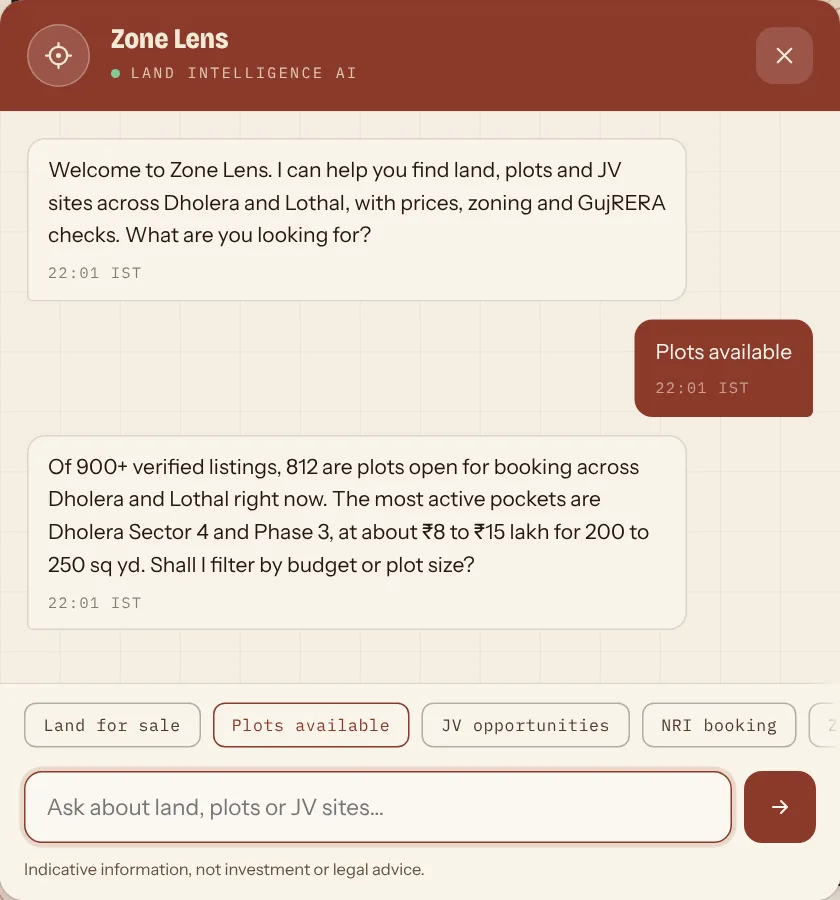 Zone Lens
LAND INTELLIGENCE AI
Welcome to Zone Lens. I can help you find land, plots and JV
sites across Dholera and Lothal, with prices, zoning and GujRERA
checks. What are you looking for?
22:01 IST
Plots available
22:01 IST
Of 900+ verified listings, 812 are plots open for booking across
Dholera and Lothal right now. The most active pockets are
Dholera Sector 4 and Phase 3, at about ₹8 to ₹15 lakh for 200 to
250 sq yd. Shall I filter by budget or plot size?
22:01 IST
Land for sale
Plots available
JV opportunities
NRI booking
Ask about land, plots or JV sites...
Indicative information, not investment or legal advice.